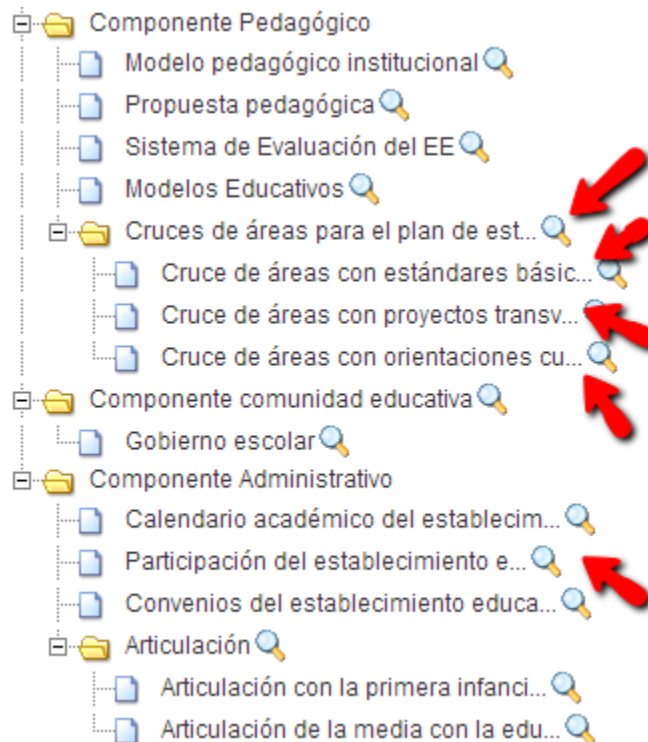 Componente Pedagógico
Modelo pedagógico institucional
Propuesta pedagógica
Sistema de Evaluación del EE
Modelos Educativos
Cruces de áreas para el plan de est...
Cruce de áreas con estándares básic...
Cruce de áreas con proyectos transv...
Cruce de áreas con orientaciones cu...
Componente comunidad educativa
Gobierno escolar
Componente Administrativo
Calendario académico del establecim...
Participación del establecimiento e...
Convenios del establecimiento educa...
Articulación
Articulación con la primera infanci...
Articulación de la media con la edu...